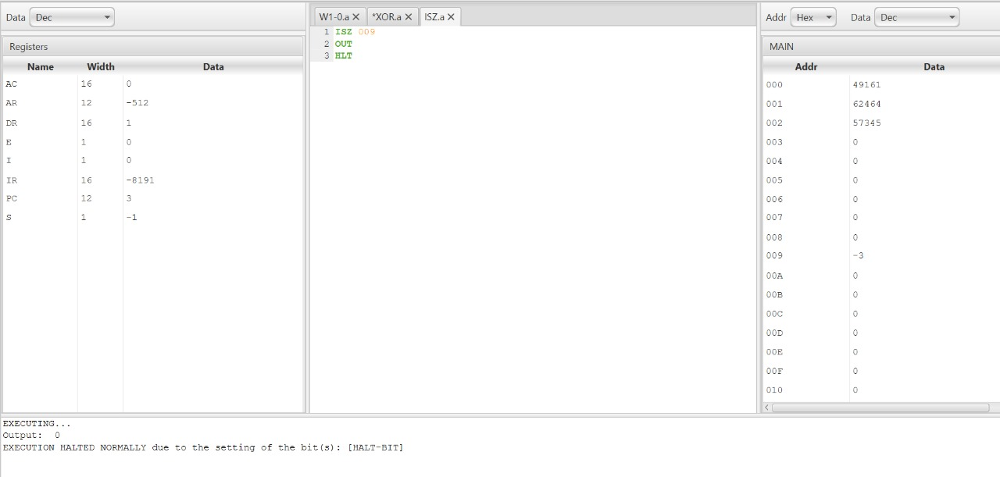 Data Dec
Registers
Name Width Data
AC 16 0
AR 12 -512
DR 16 1
E 1 0
I 1 0
IR 16 -8191
PC 12 3
S 1 -1
W1-0.a *XOR.a ISZ.a
1 ISZ 009
2 OUT
3 HLT
Addr Hex Data Dec
MAIN
Addr Data
000 49161
001 62464
002 57345
003 0
004 0
005 0
006 0
007 0
008 0
009 -3
00A 0
00B 0
00C 0
00D 0
00E 0
00F 0
010 0
EXECUTING...
Output: 0
EXECUTION HALTED NORMALLY due to the setting of the bit(s): [HALT-BIT]